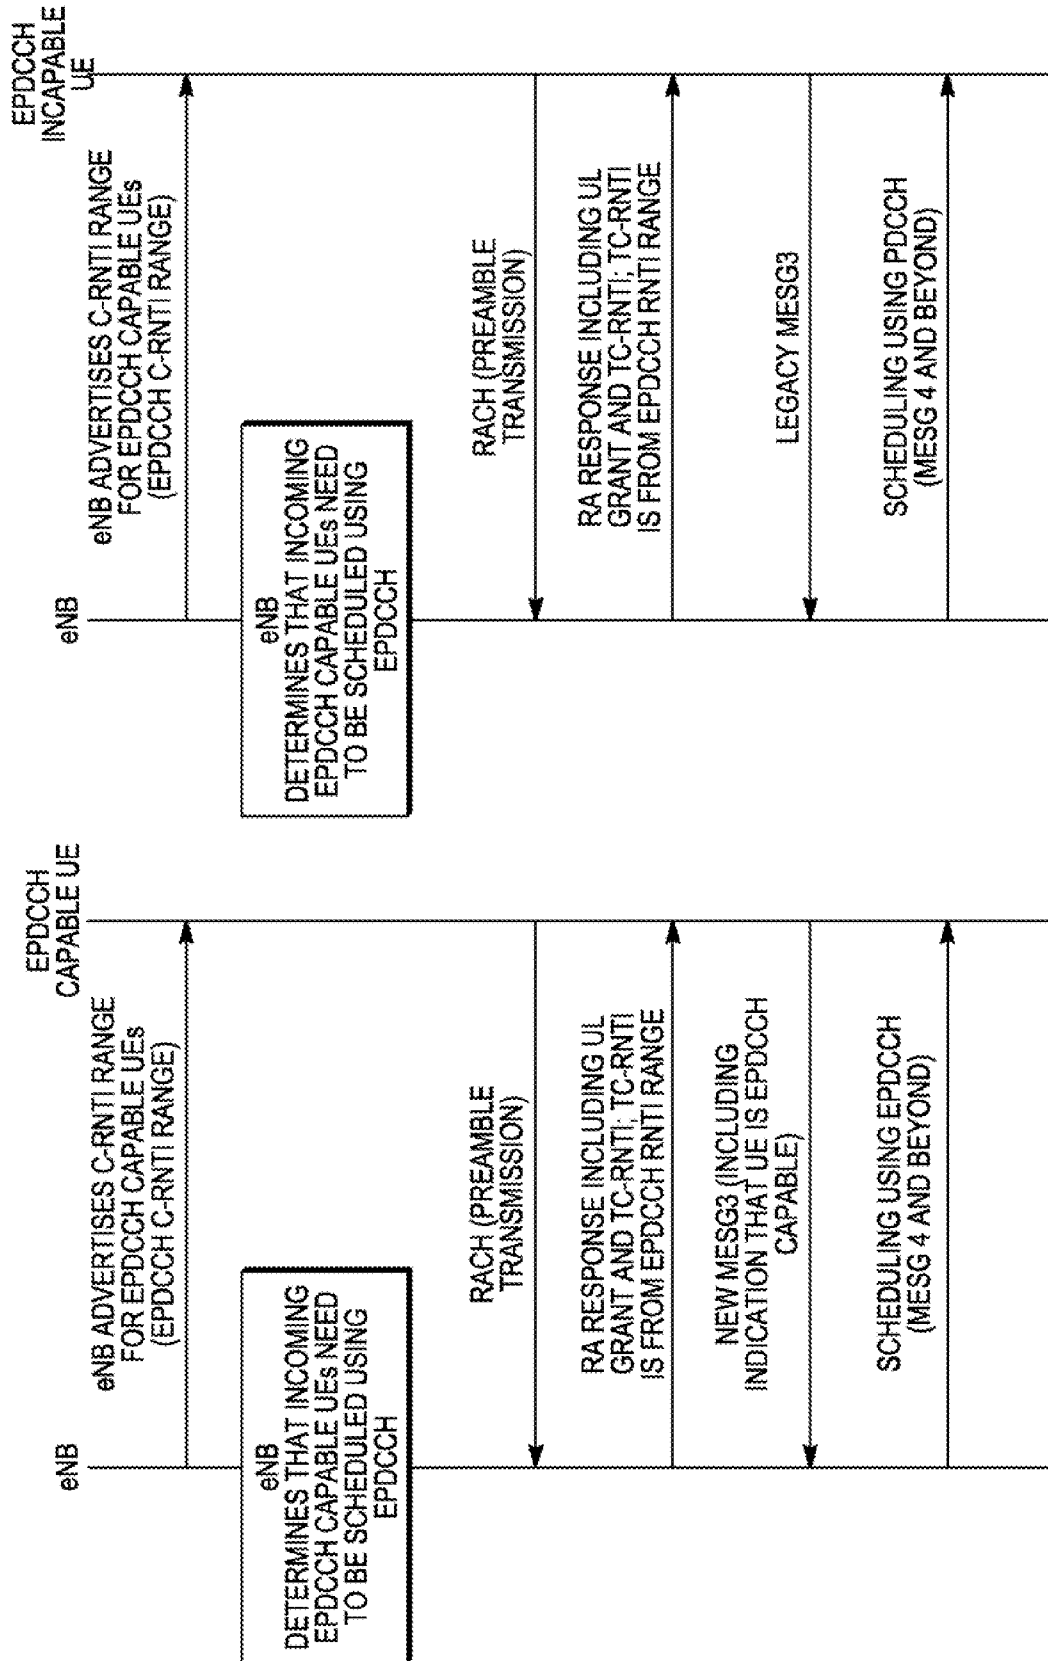 eNB
EPDCCH
CAPABLE UE
eNB ADVERTISES C-RNTI RANGE
FOR EPDCCH CAPABLE UEs
(EPDCCH C-RNTI RANGE)
eNB
DETERMINES THAT INCOMING
EPDCCH CAPABLE UEs NEED
TO BE SCHEDULED USING
EPDCCH
RACH (PREAMBLE
TRANSMISSION)
RA RESPONSE INCLUDING UL
GRANT AND TC-RNTI; TC-RNTI
IS FROM EPDCCH RNTI RANGE
NEW MESG3 (INCLUDING
INDICATION THAT UE IS EPDCCH
CAPABLE)
SCHEDULING USING EPDCCH
(MESG 4 AND BEYOND)
eNB
EPDCCH
INCAPABLE
UE
eNB ADVERTISES C-RNTI RANGE
FOR EPDCCH CAPABLE UEs
(EPDCCH C-RNTI RANGE)
eNB
DETERMINES THAT INCOMING
EPDCCH CAPABLE UEs NEED
TO BE SCHEDULED USING
EPDCCH
RACH (PREAMBLE
TRANSMISSION)
RA RESPONSE INCLUDING UL
GRANT AND TC-RNTI; TC-RNTI
IS FROM EPDCCH RNTI RANGE
LEGACY MESG3
SCHEDULING USING PDCCH
(MESG 4 AND BEYOND)